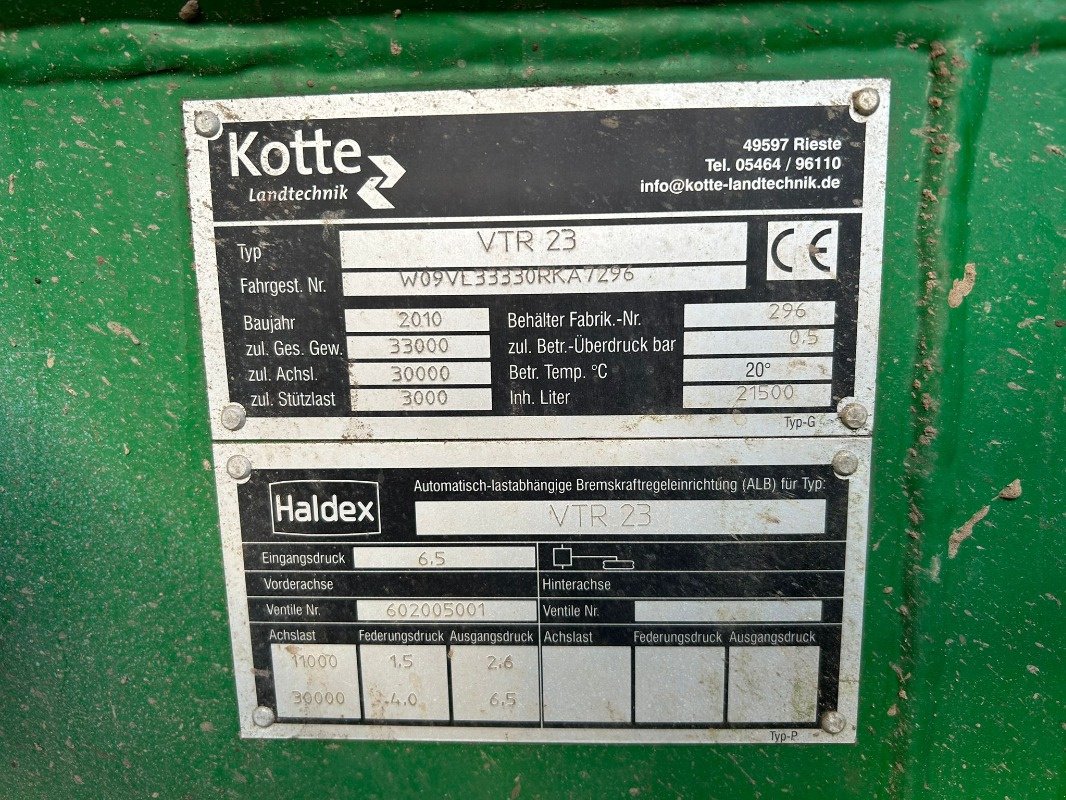 Kotte
Landtechnik
49597 Rieste
Tel. 05464 / 96110
info@kotte-landtechnik.de
Typ VTR 23 CE
Fahrgest. Nr. W09VL33330RKA7296
Baujahr 2010 Behälter Fabrik.-Nr. 296
zul. Ges. Gew. 33000 zul. Betr.-Überdruck bar 0.5
zul. Achsl. 30000 Betr. Temp. °C 20°
zul. Stützlast 3000 Inh. Liter 21500
Typ-G
Haldex
Automatisch-lastabhängige Bremskraftregeleinrichtung (ALB) für Typ:
VTR 23
Eingangsdruck 6.5
Vorderachse Hinterachse
Ventile Nr. 602005001 Ventile Nr.
Achslast Federungsdruck Ausgangsdruck Achslast Federungsdruck Ausgangsdruck
11000 1.5 2.6
30000 4.0 6.5
Typ-P